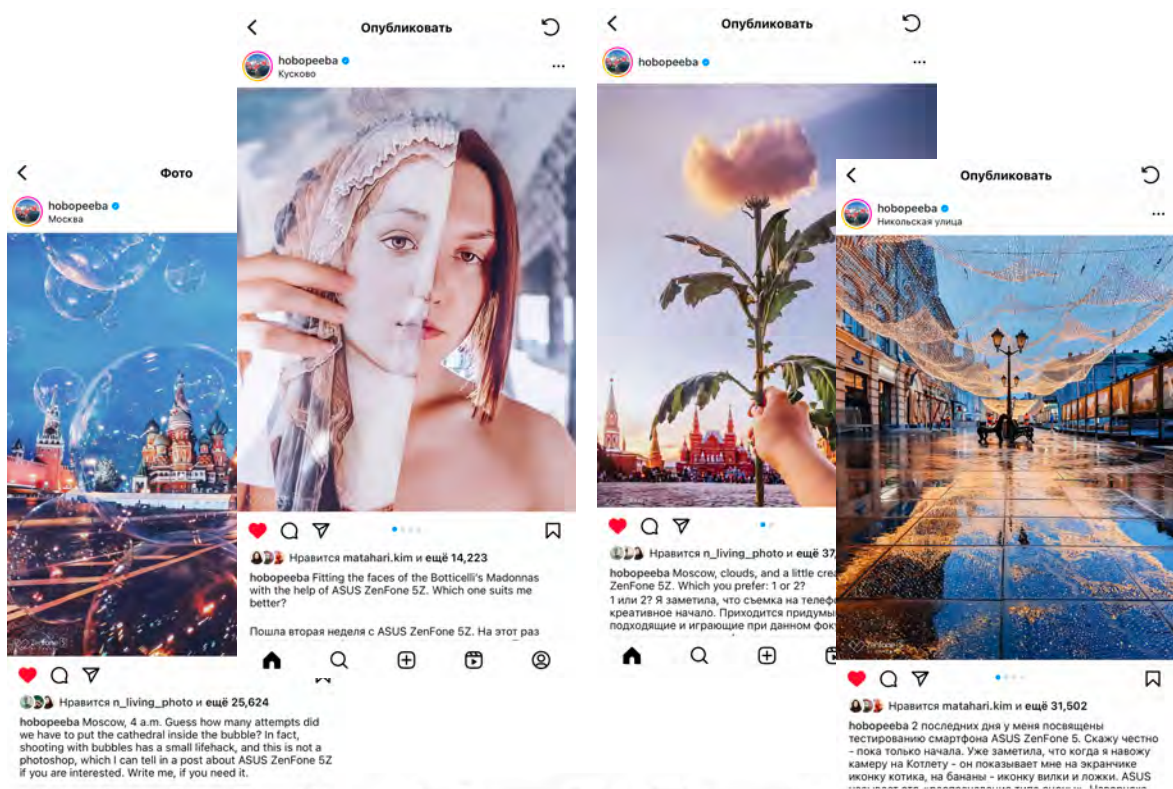 Фото
hobopeeba
Москва
ZenFone 5
Нравится n_living_photo и ещё 25,624
hobopeeba Moscow, 4 a.m. Guess how many attempts did
we have to put the cathedral inside the bubble? In fact,
shooting with bubbles has a small lifehack, and this is not a
photoshop, which I can tell in a post about ASUS ZenFone 5Z
if you are interested. Write me, if you need it.
Опубликовать
hobopeeba
Кусково
Нравится matahari.kim и ещё 14,223
hobopeeba Fitting the faces of the Botticelli's Madonnas
with the help of ASUS ZenFone 5Z. Which one suits me
better?
Пошла вторая неделя с ASUS ZenFone 5Z. На этот раз
Опубликовать
hobopeeba
Нравится n_living_photo и ещё 37,
hobopeeba Moscow, clouds, and a little crea
ZenFone 5Z. Which you prefer: 1 or 2?
1 или 2? Я заметила, что съемка на телефо
креативное начало. Приходится придумы
подходящие и играющие при данном фок
Опубликовать
hobopeeba
Никольская улица
ZenFone 5
Нравится matahari.kim и ещё 31,502
hobopeeba 2 последних дня у меня посвящены
тестированию смартфона ASUS ZenFone 5. Скажу честно
- пока только начала. Уже заметила, что когда я навожу
камеру на Котлету - он показывает мне на экранчике
иконку котика, на бананы - иконку вилки и ложки. ASUS